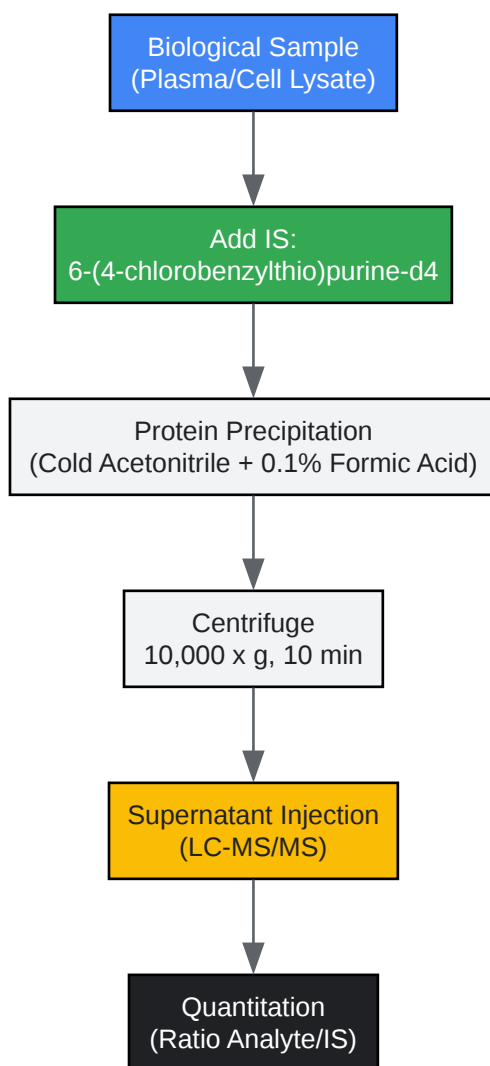 Biological Sample
(Plasma/Cell Lysate)
Add IS:
6-(4-chlorobenzylthio)purine-d4
Protein Precipitation
(Cold Acetonitrile + 0.1% Formic Acid)
Centrifuge
10,000 x g, 10 min
Supernatant Injection
(LC-MS/MS)
Quantitation
(Ratio Analyte/IS)